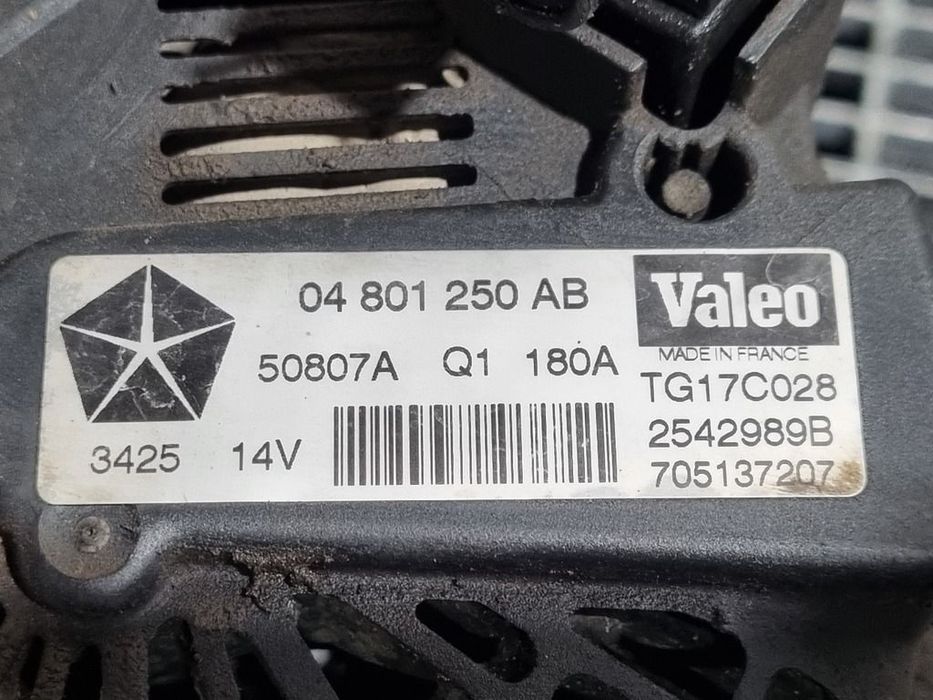 04 801 250 AB
50807A Q1 180A
3425 14V
Valeo
MADE IN FRANCE
TG17C028
2542989B
705137207